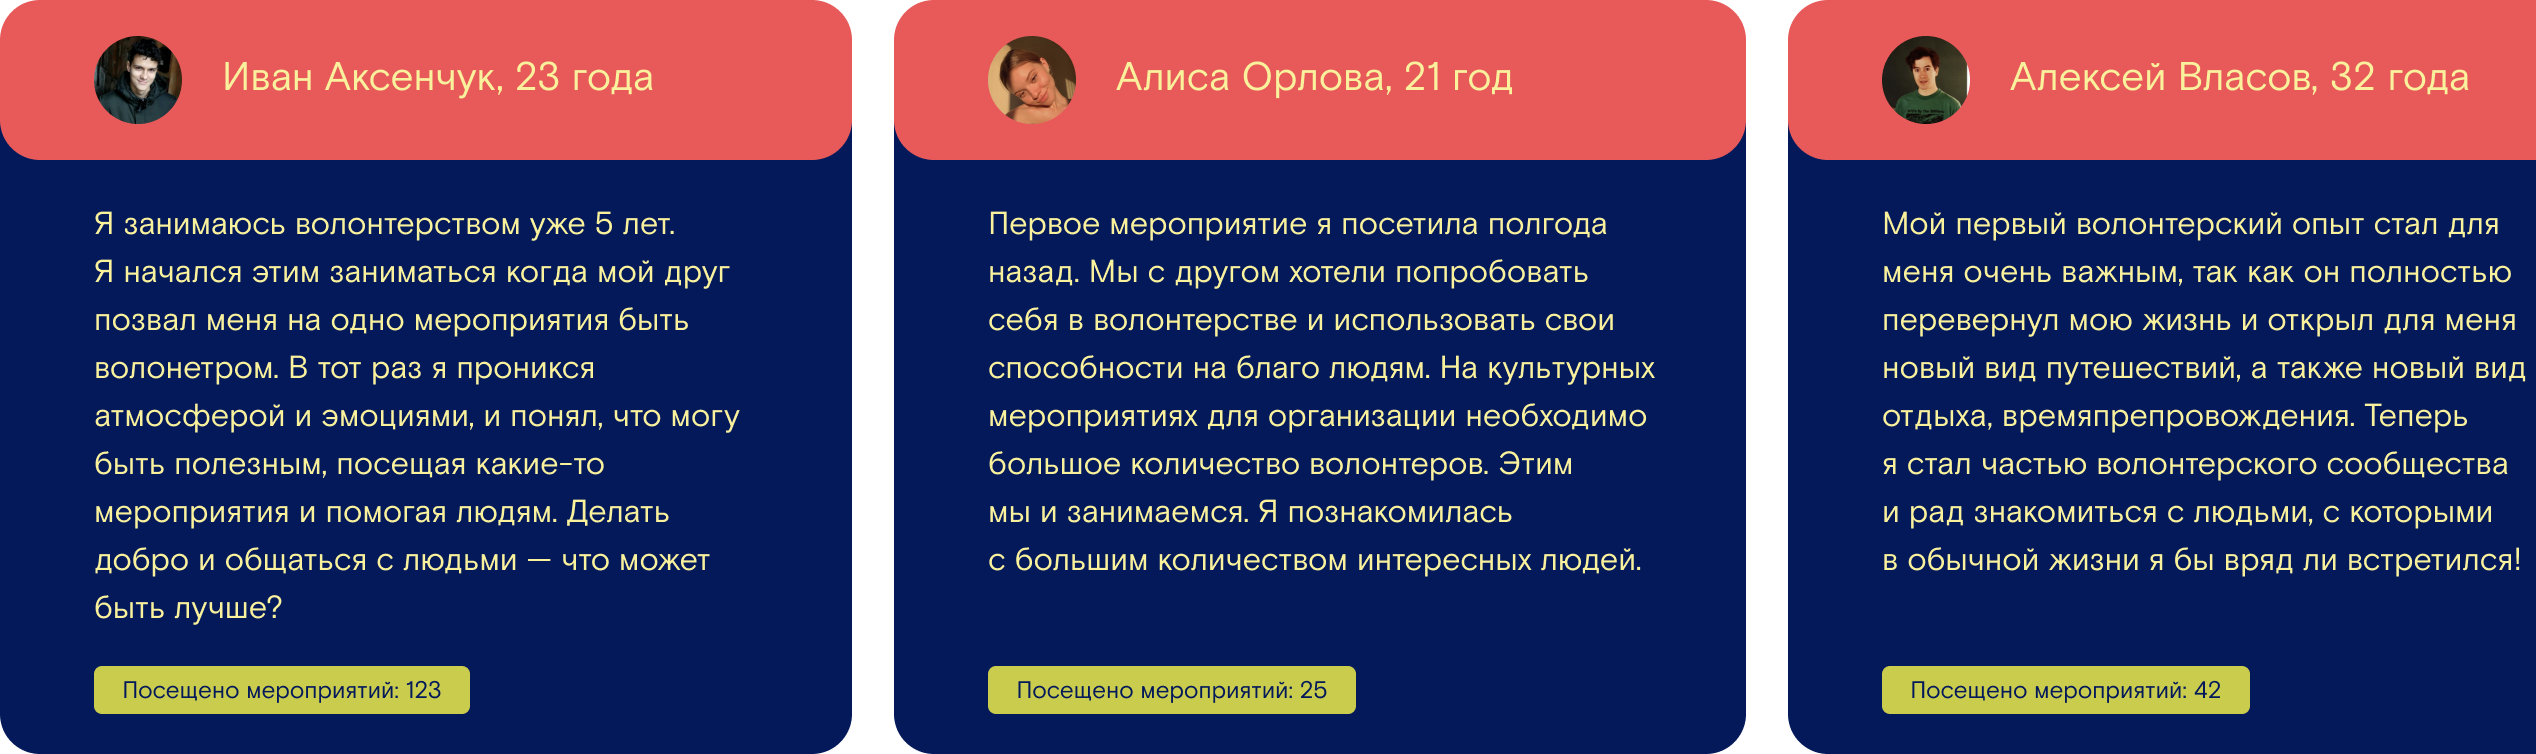 Иван Аксенчук, 23 года
Я занимаюсь волонтерством уже 5 лет.
Я начался этим заниматься когда мой друг
позвал меня на одно мероприятия быть
волонетром. В тот раз я проникся
атмосферой и эмоциями, и понял, что могу
быть полезным, посещая какие-то
мероприятия и помогая людям. Делать
добро и общаться с людьми — что может
быть лучше?
Посещено мероприятий: 123
Алиса Орлова, 21 год
Первое мероприятие я посетила полгода
назад. Мы с другом хотели попробовать
себя в волонтерстве и использовать свои
способности на благо людям. На культурных
мероприятиях для организации необходимо
большое количество волонтеров. Этим
мы и занимаемся. Я познакомилась
с большим количеством интересных людей.
Посещено мероприятий: 25
Алексей Власов, 32 года
Мой первый волонтерский опыт стал для
меня очень важным, так как он полностью
перевернул мою жизнь и открыл для меня
новый вид путешествий, а также новый вид
отдыха, времяпрепровождения. Теперь
я стал частью волонтерского сообщества
и рад знакомиться с людьми, с которыми
в обычной жизни я бы вряд ли встретился!
Посещено мероприятий: 42